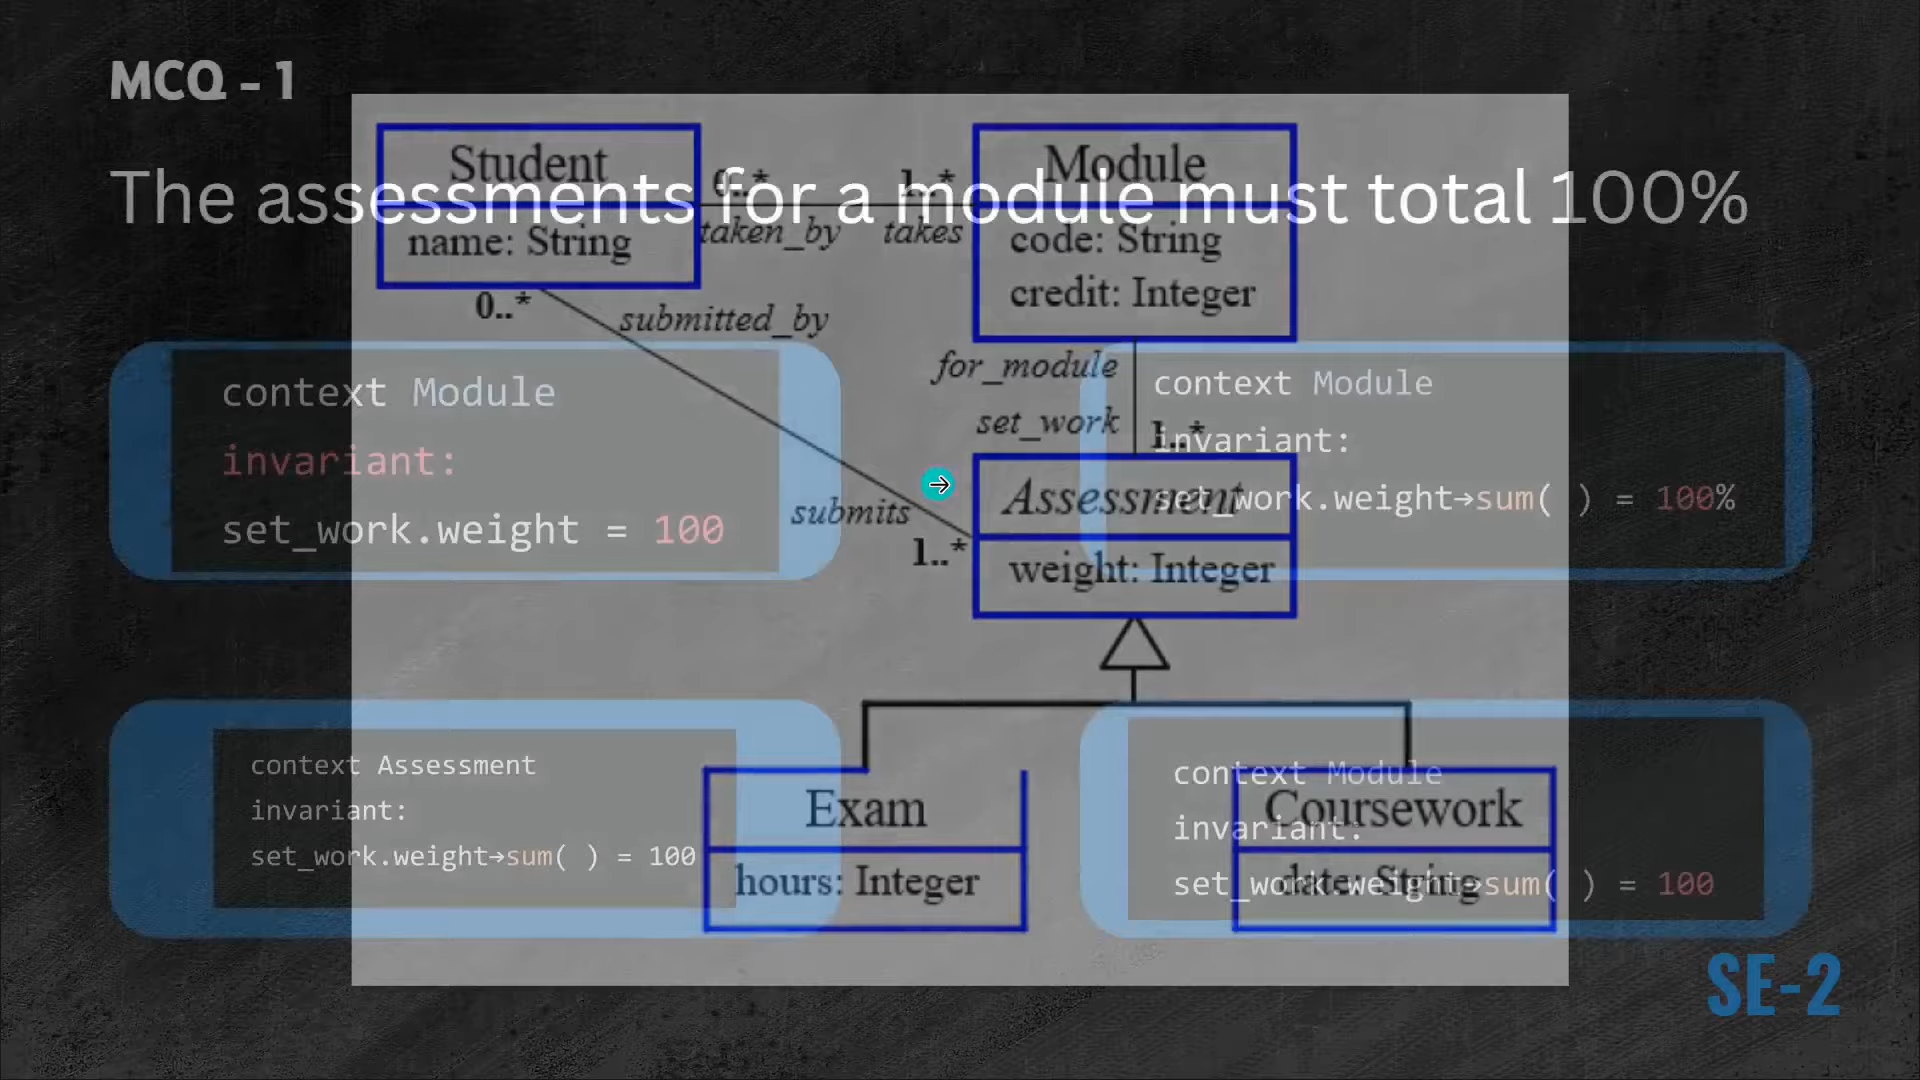 MCQ - 1
The assessments for a module must total 100%
Student
name: String
0..*
taken_by
1..*
takes
Module
code: String
credit: Integer
0..*
submitted_by
submits
1..*
for_module
set_work
1..*
Assessment
weight: Integer
Exam
hours: Integer
Coursework
date: String
context Module
invariant:
set_work.weight = 100
context Module
invariant:
set_work.weight→sum( ) = 100%
context Assessment
invariant:
set_work.weight→sum( ) = 100
context Module
invariant:
set_work.weight→sum( ) = 100
SE-2